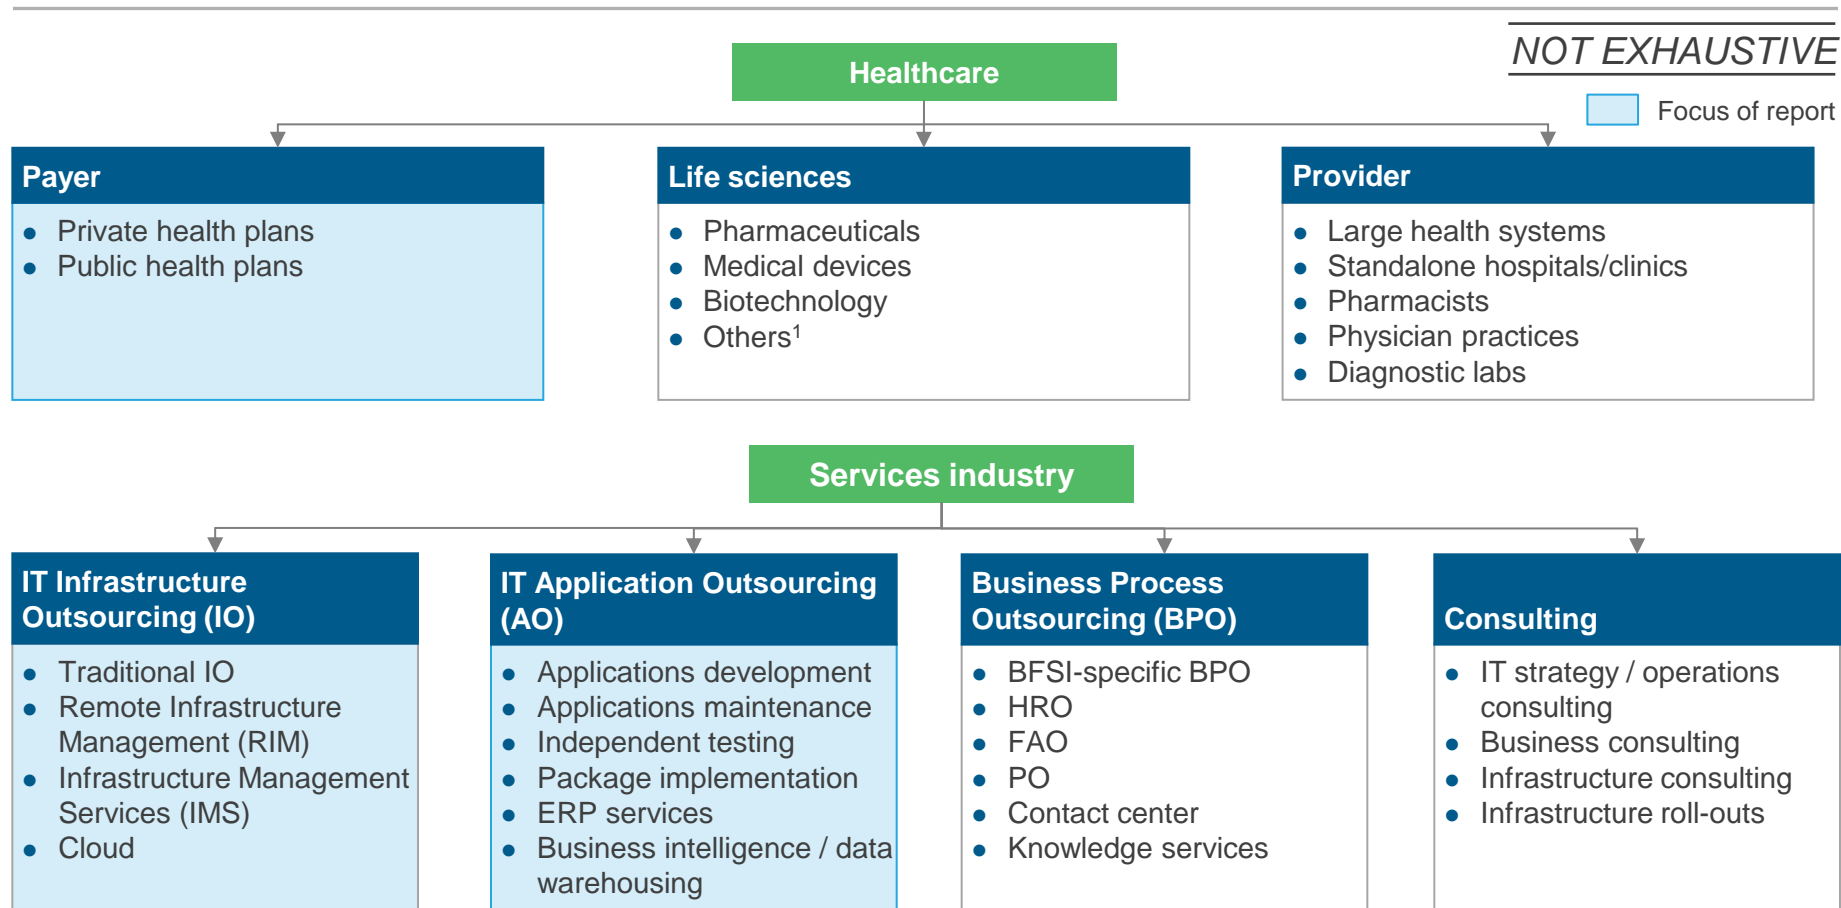 NOT EXHAUSTIVE
Healthcare
Focus of report
Payer
● Private health plans
● Public health plans
Life sciences
● Pharmaceuticals
● Medical devices
● Biotechnology
● Others¹
Provider
● Large health systems
● Standalone hospitals/clinics
● Pharmacists
● Physician practices
● Diagnostic labs
Services industry
IT Infrastructure
Outsourcing (IO)
● Traditional IO
● Remote Infrastructure
Management (RIM)
● Infrastructure Management
Services (IMS)
● Cloud
IT Application Outsourcing
(AO)
● Applications development
● Applications maintenance
● Independent testing
● Package implementation
● ERP services
● Business intelligence / data
warehousing
Business Process
Outsourcing (BPO)
● BFSI-specific BPO
● HRO
● FAO
● PO
● Contact center
● Knowledge services
Consulting
● IT strategy / operations
consulting
● Business consulting
● Infrastructure consulting
● Infrastructure roll-outs